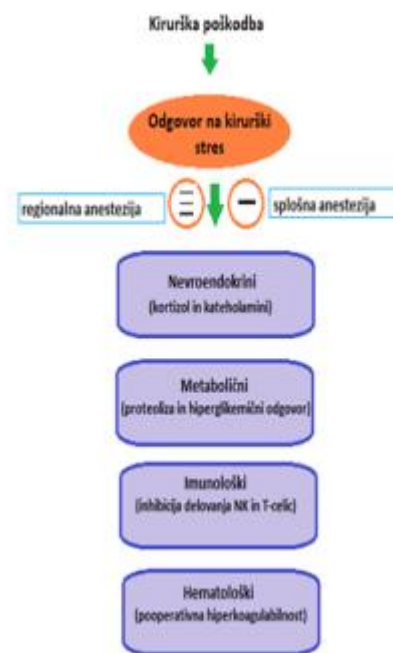 Kirurška poškodba
Odgovor na kirurški
stres
regionalna anestezija
splošna anestezija
Nevroendokrini
(kortizol in kateholamini)
Metabolični
(proteoliza in hiperglikemični odgovor)
Imunološki
(inhibicija delovanja NK in T-celic)
Hematološki
(pooperativna hiperkoagulabilnost)